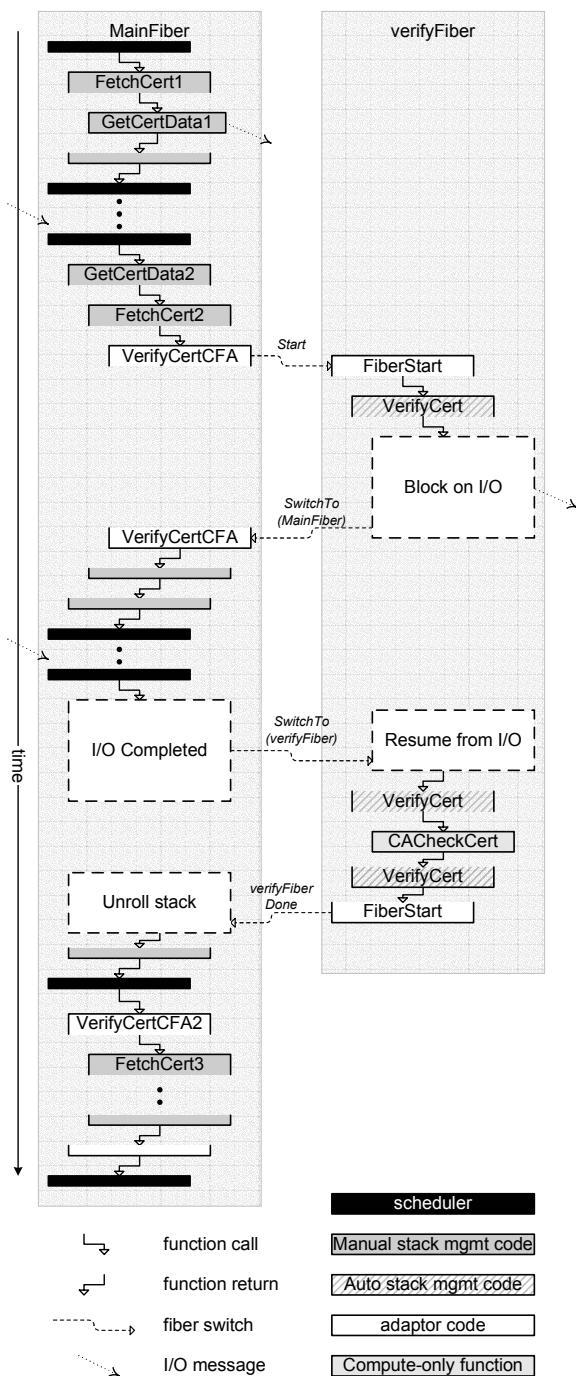 MainFiber
verifyFiber
FetchCert1
GetCertData1
GetCertData2
FetchCert2
VerifyCertCFA
Start
FiberStart
VerifyCert
Block on I/O
SwitchTo
(MainFiber)
VerifyCertCFA
I/O Completed
SwitchTo
(verifyFiber)
Resume from I/O
VerifyCert
CACheckCert
VerifyCert
FiberStart
verifyFiber
Done
Unroll stack
VerifyCertCFA2
FetchCert3
time
function call
function return
fiber switch
I/O message
scheduler
Manual stack mgmt code
Auto stack mgmt code
adaptor code
Compute-only function